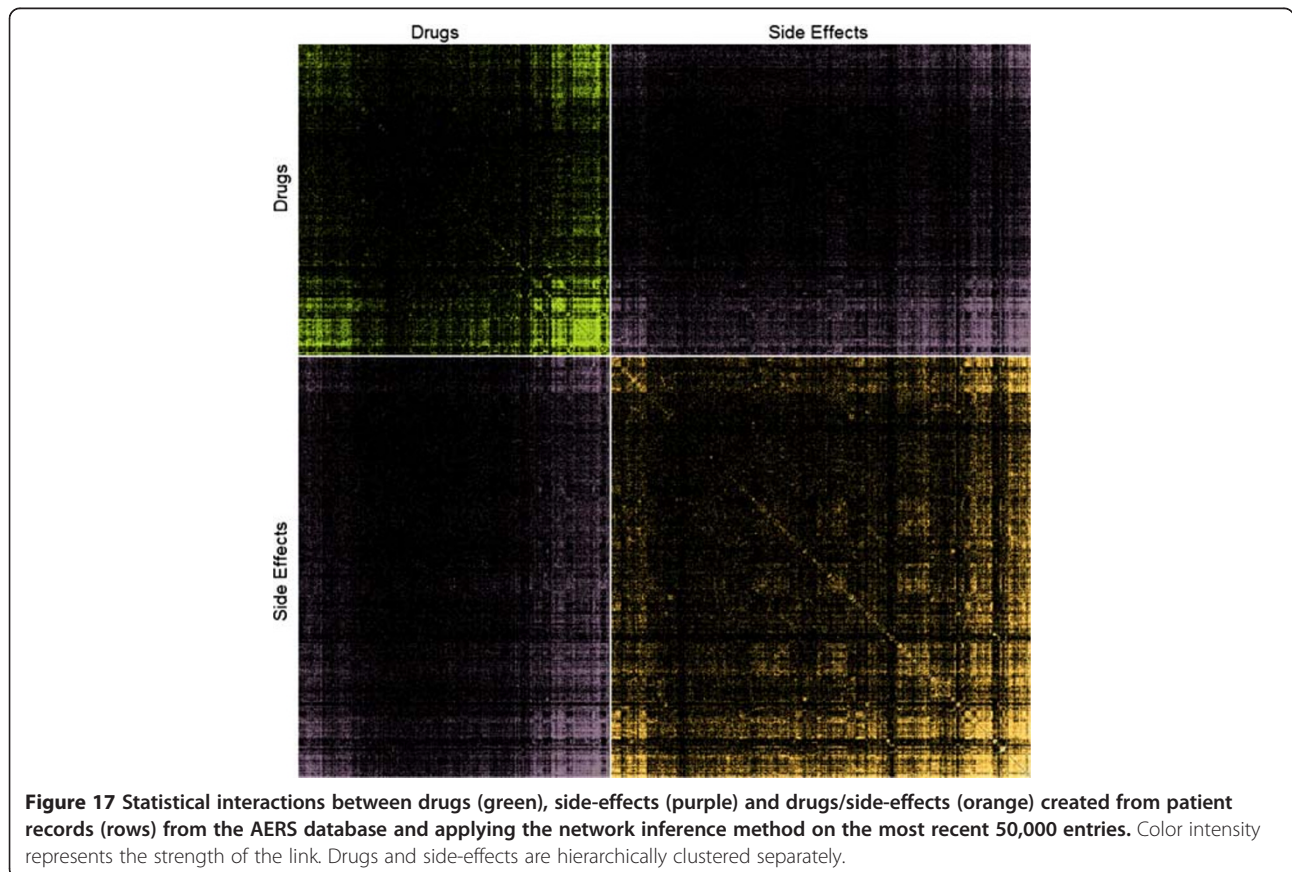 Drugs
Side Effects
Drugs
Side Effects
Figure 17 Statistical interactions between drugs (green), side-effects (purple) and drugs/side-effects (orange) created from patient
records (rows) from the AERS database and applying the network inference method on the most recent 50,000 entries. Color intensity
represents the strength of the link. Drugs and side-effects are hierarchically clustered separately.